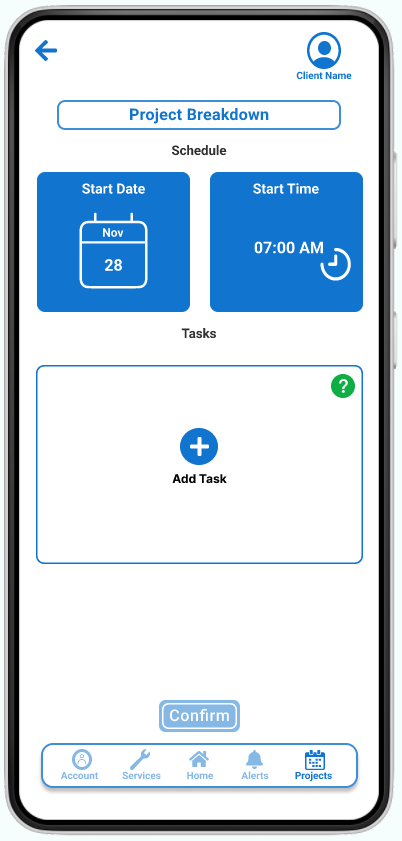 Client Name
Project Breakdown
Schedule
Start Date
Start Time
Nov
28
07:00 AM
Tasks
?
Add Task
Confirm
Account
Services
Home
Alerts
Projects